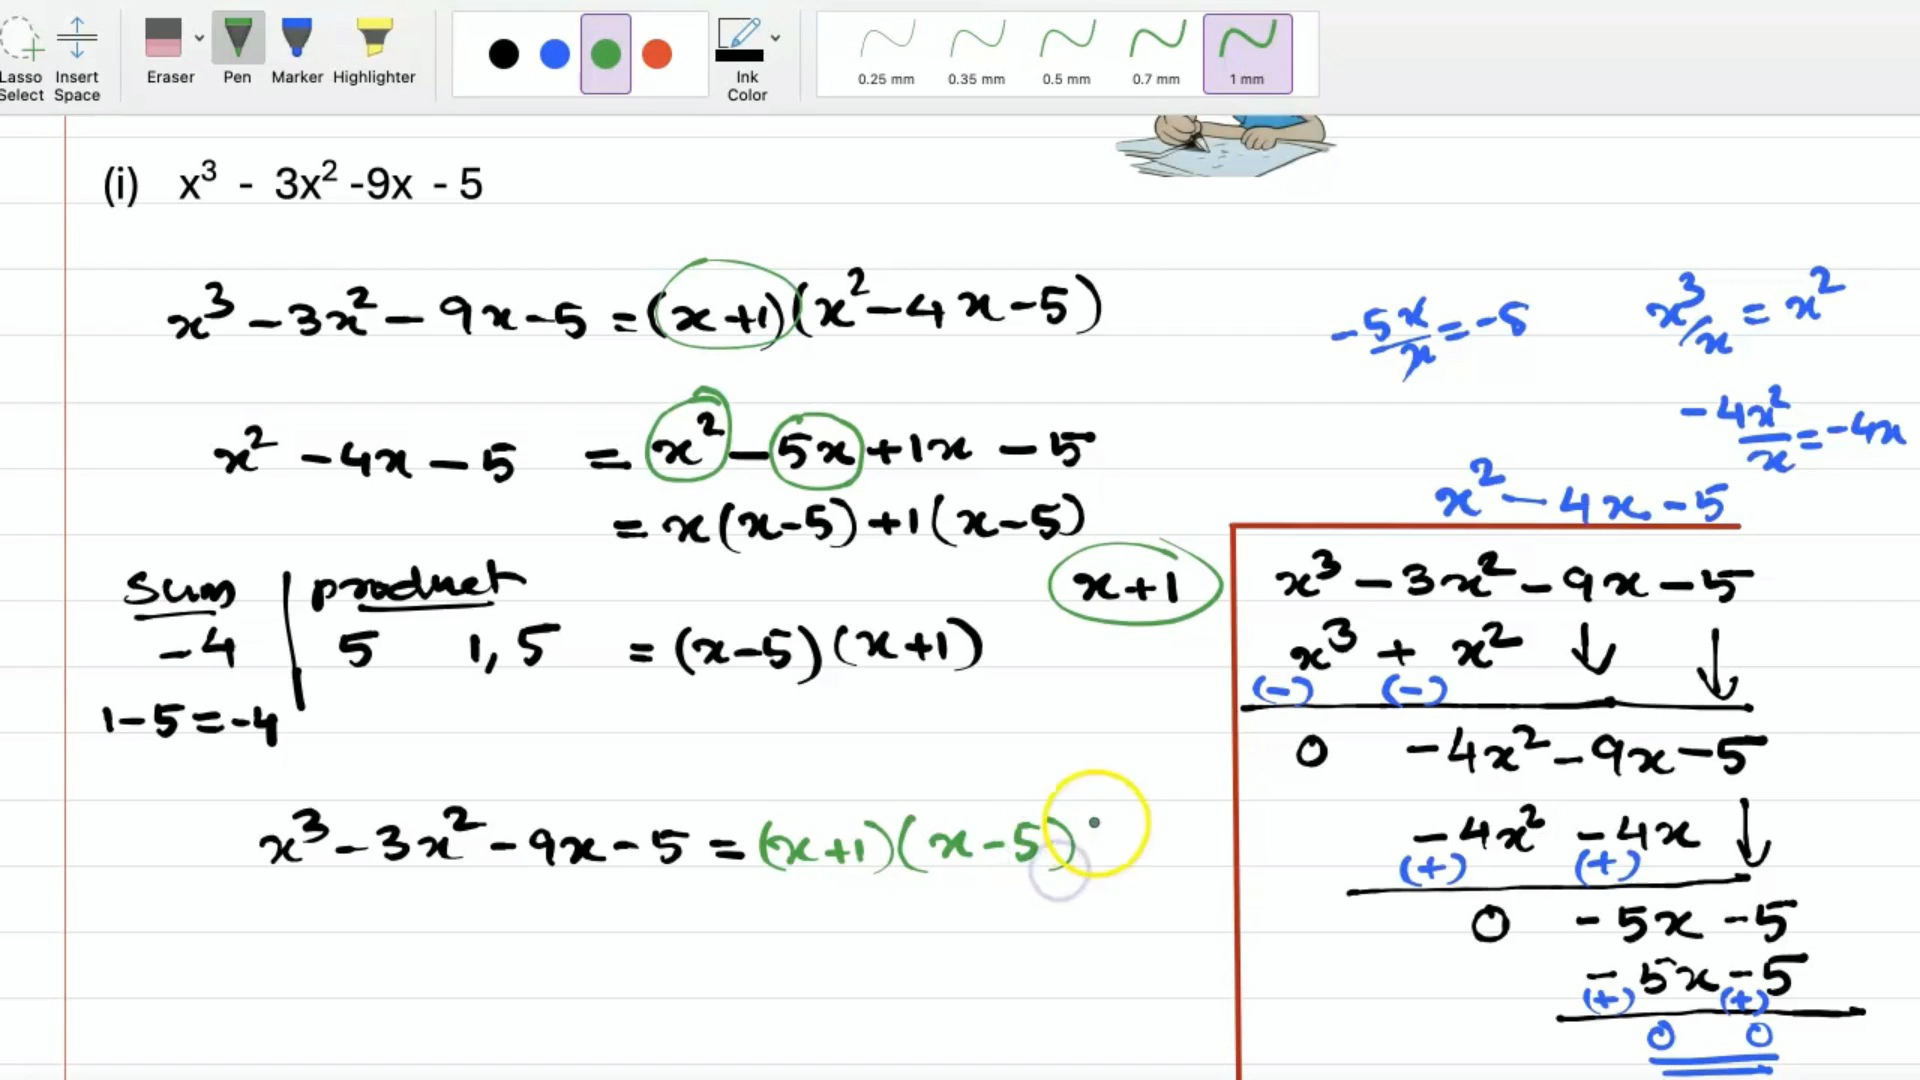 Lasso Select
Insert Space
Eraser
Pen
Marker
Highlighter
Ink Color
0.25 mm
0.35 mm
0.5 mm
0.7 mm
1 mm
(i) x³ - 3x² -9x - 5
x³ - 3x² - 9x - 5 = (x+1)(x² - 4x - 5)
x² - 4x - 5 = x² - 5x + 1x - 5
= x(x-5) + 1(x-5)
Sum | product
-4 | 5 1, 5 = (x-5)(x+1)
1-5 = -4
x³ - 3x² - 9x - 5 = (x+1)(x-5)
-5x/x = -5
x³/x = x²
-4x²/x = -4x
x² - 4x - 5
x+1
x³ - 3x² - 9x - 5
x³ + x² ↓ ↓
(-) (-)
0 -4x² - 9x - 5
-4x² - 4x ↓
(+) (+)
0 - 5x - 5
- 5x - 5
(+) (+)
0 0